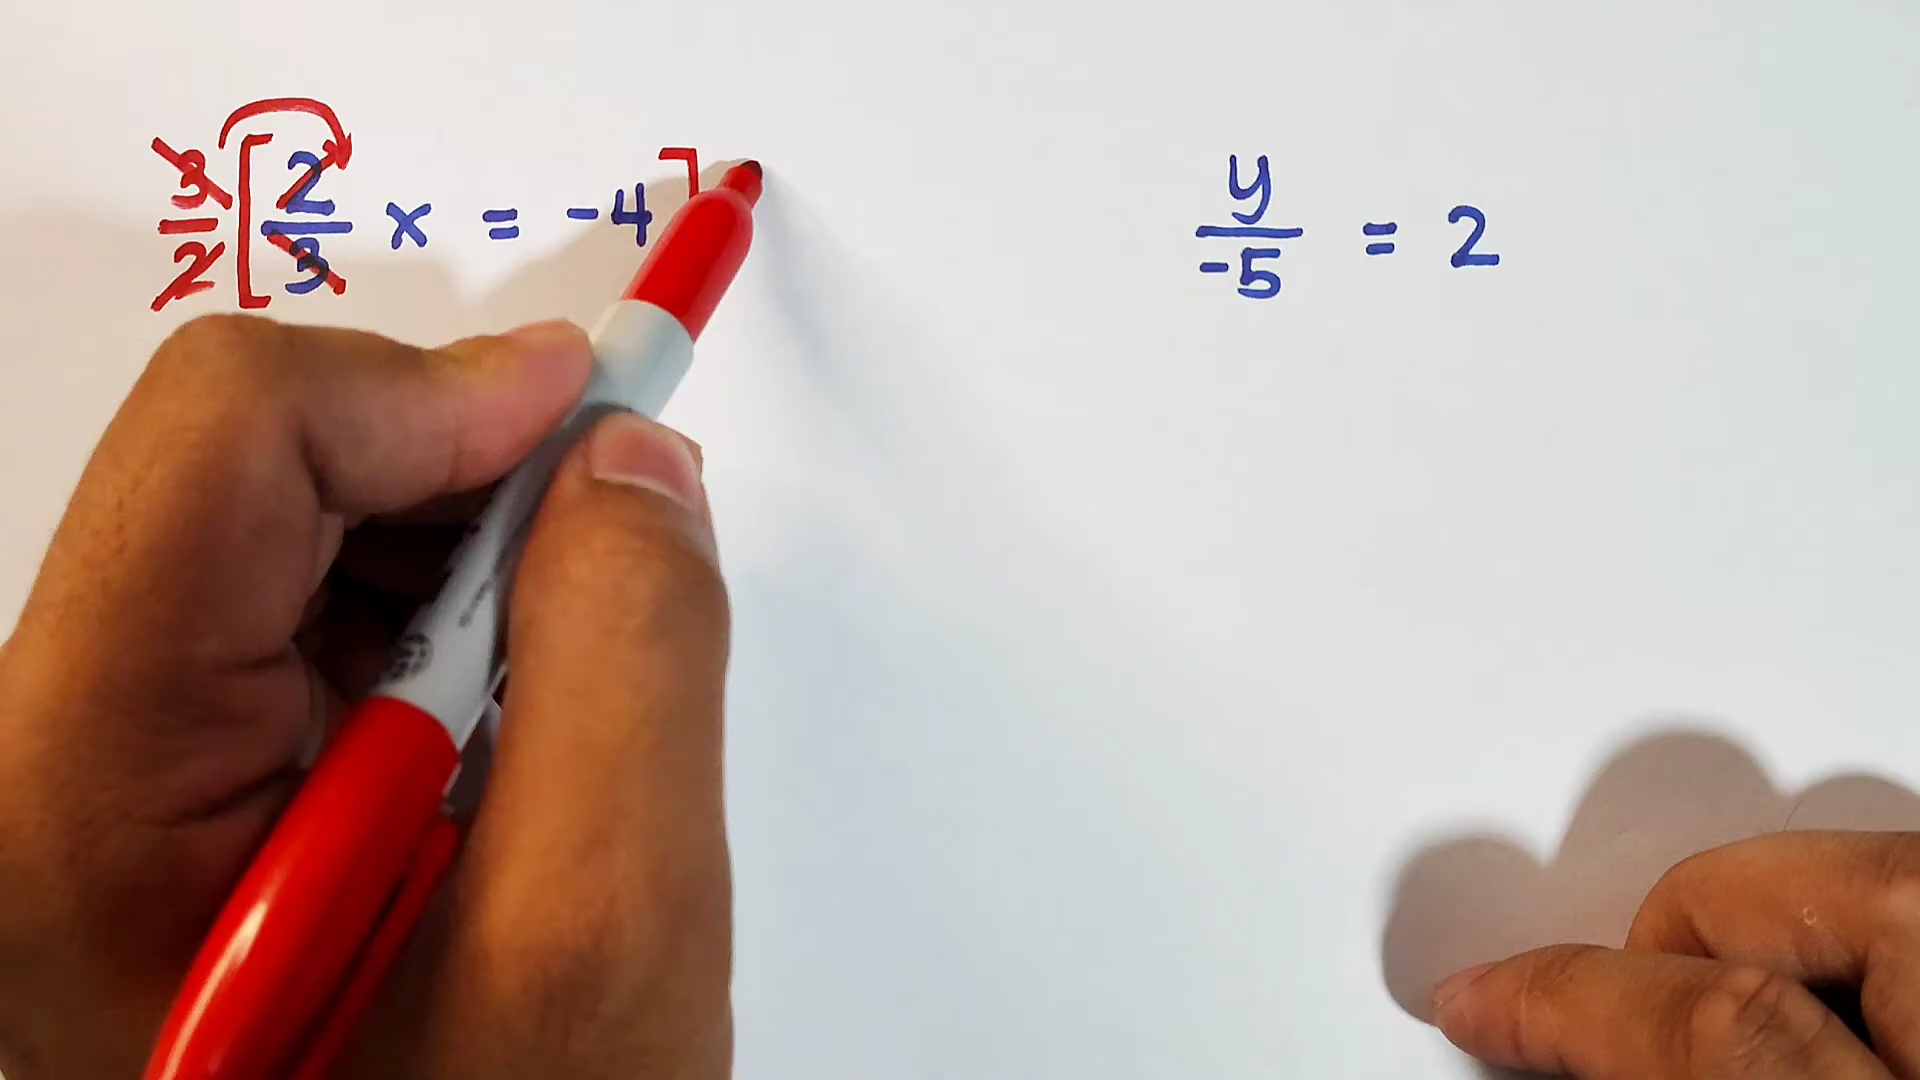 3/2 [ 2/3 x = -4 ]
y/-5 = 2